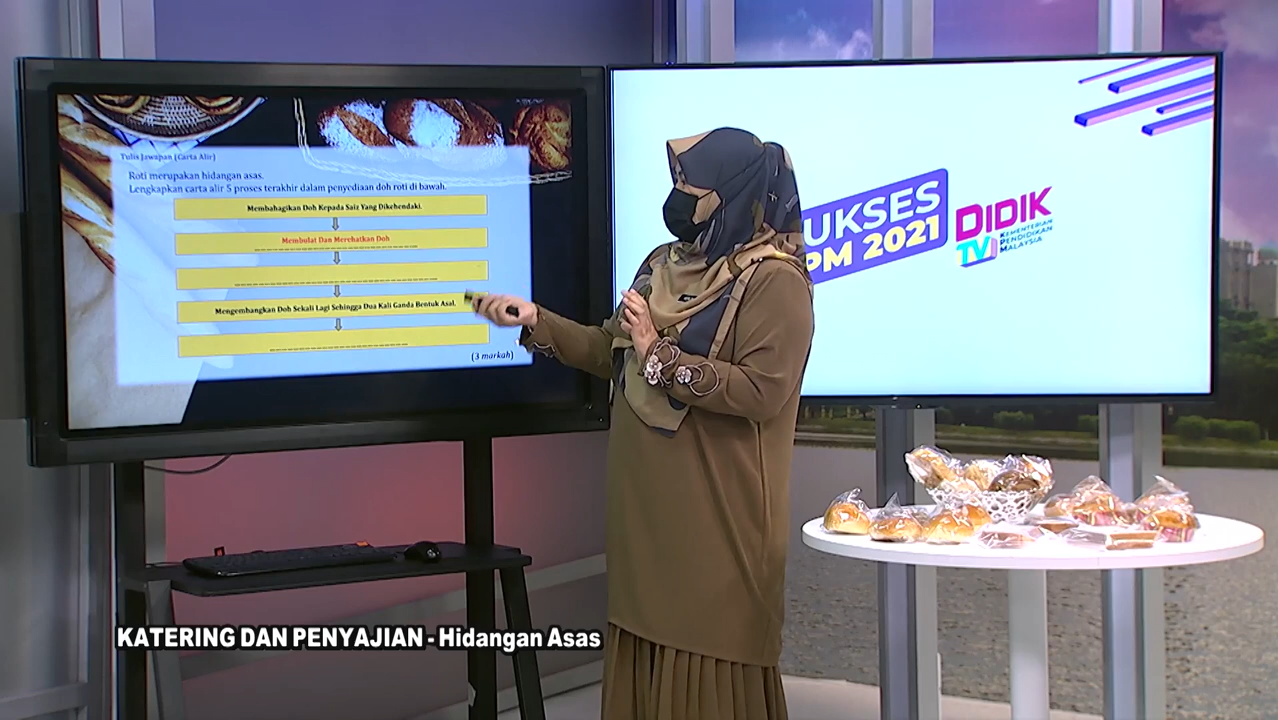 Tulis Jawapan (Carta Alir)
Roti merupakan hidangan asas.
Lengkapkan carta alir 5 proses terakhir dalam penyediaan doh roti di bawah.
Membahagikan Doh Kepada Saiz Yang Dikehendaki.
Membulat Dan Merehatkan Doh
Mengembangkan Doh Sekali Lagi Sehingga Dua Kali Ganda Bentuk Asal.
(3 markah)
UKSES
PM 2021
DIDIK
TV KEMENTERIAN
PENDIDIKAN
MALAYSIA
KATERING DAN PENYAJIAN - Hidangan Asas